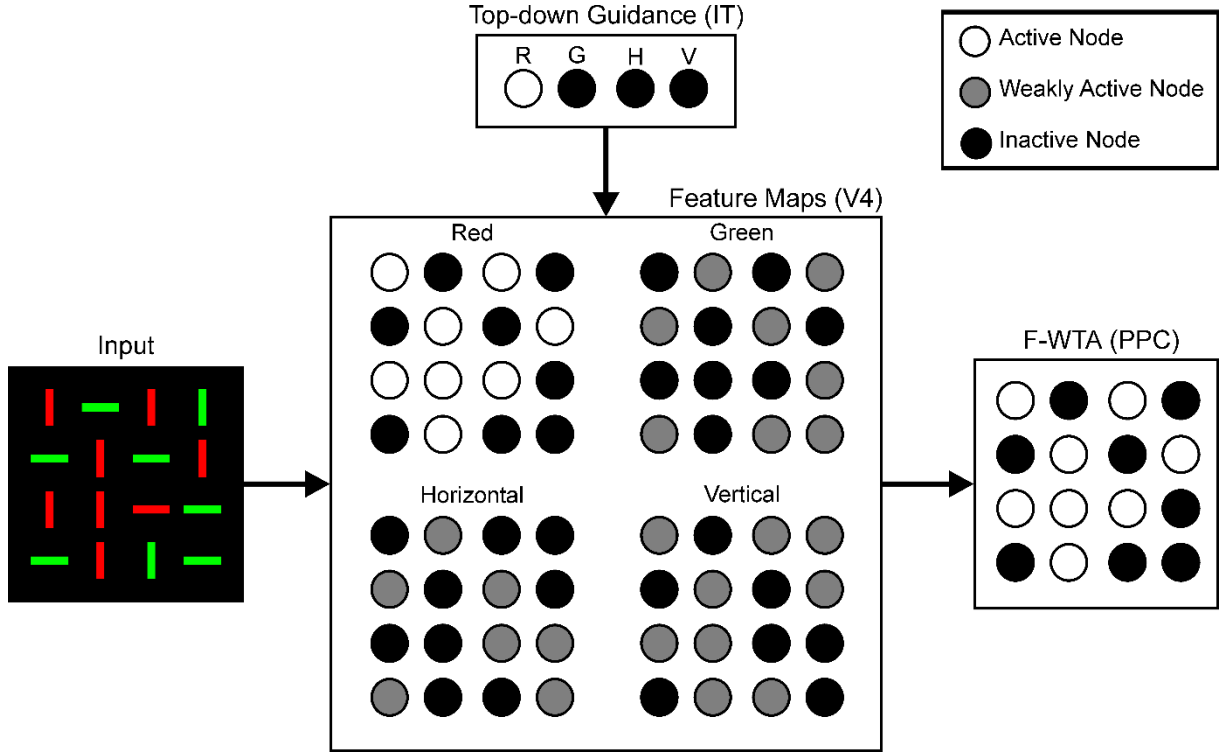 Top-down Guidance (IT)
R G H V
Active Node
Weakly Active Node
Inactive Node
Feature Maps (V4)
Red Green
Input
F-WTA (PPC)
Horizontal Vertical